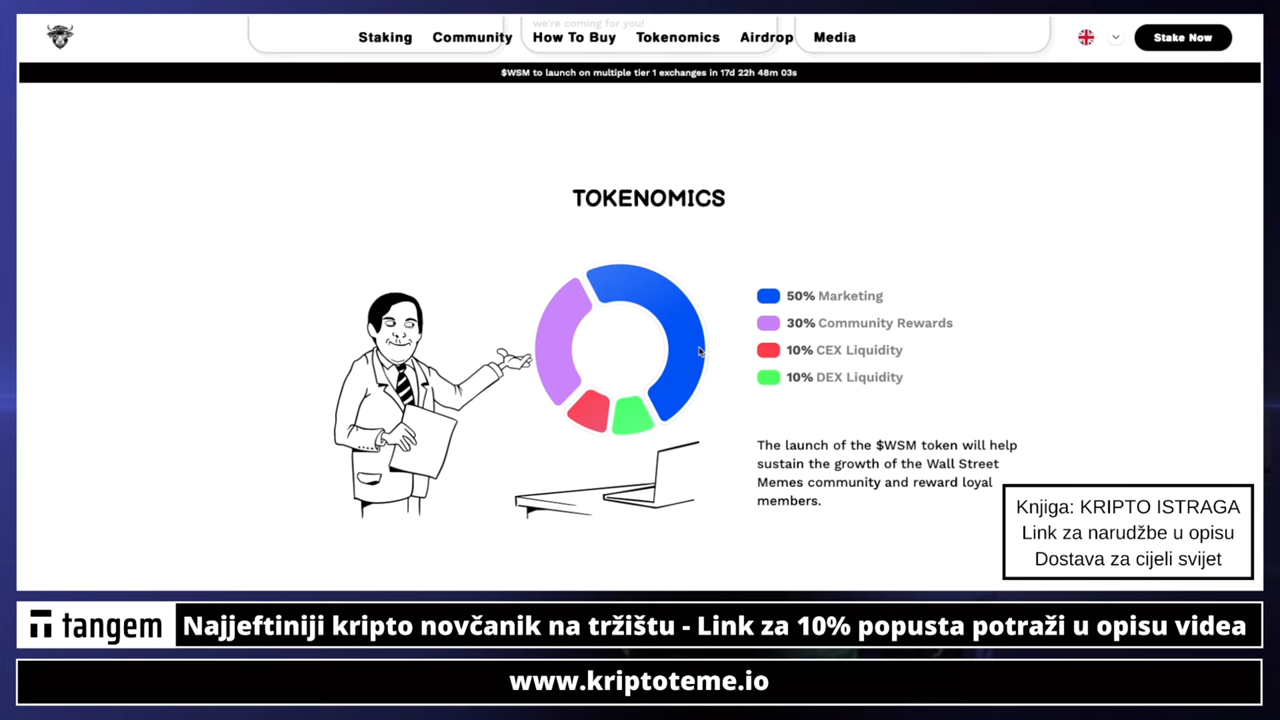 we're coming for you!
Staking Community How To Buy Tokenomics Airdrop Media Stake Now
$WSM to launch on multiple tier 1 exchanges in 17d 22h 48m 03s
TOKENOMICS
50% Marketing
30% Community Rewards
10% CEX Liquidity
10% DEX Liquidity
The launch of the $WSM token will help
sustain the growth of the Wall Street
Memes community and reward loyal
members.
Knjiga: KRIPTO ISTRAGA
Link za narudžbe u opisu
Dostava za cijeli svijet
tangem Najjeftiniji kripto novčanik na tržištu - Link za 10% popusta potraži u opisu videa
www.kriptoteme.io